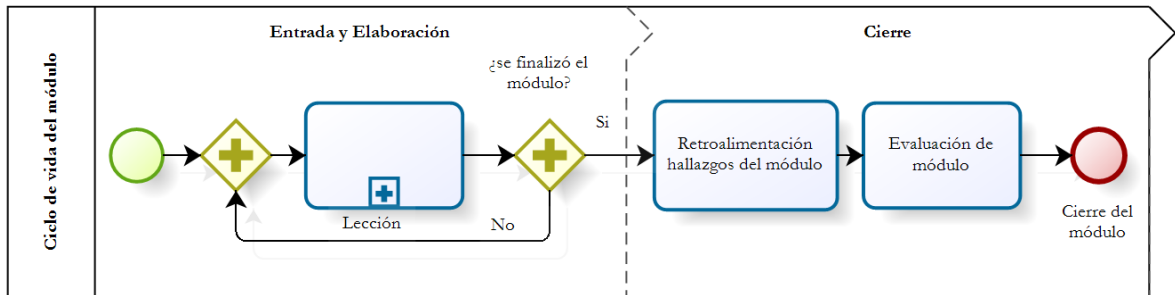 Ciclo de vida del módulo
Entrada y Elaboración
¿se finalizó el
módulo?
Lección
No
Si
Cierre
Retroalimentación
hallazgos del módulo
Evaluación de
módulo
Cierre del
módulo